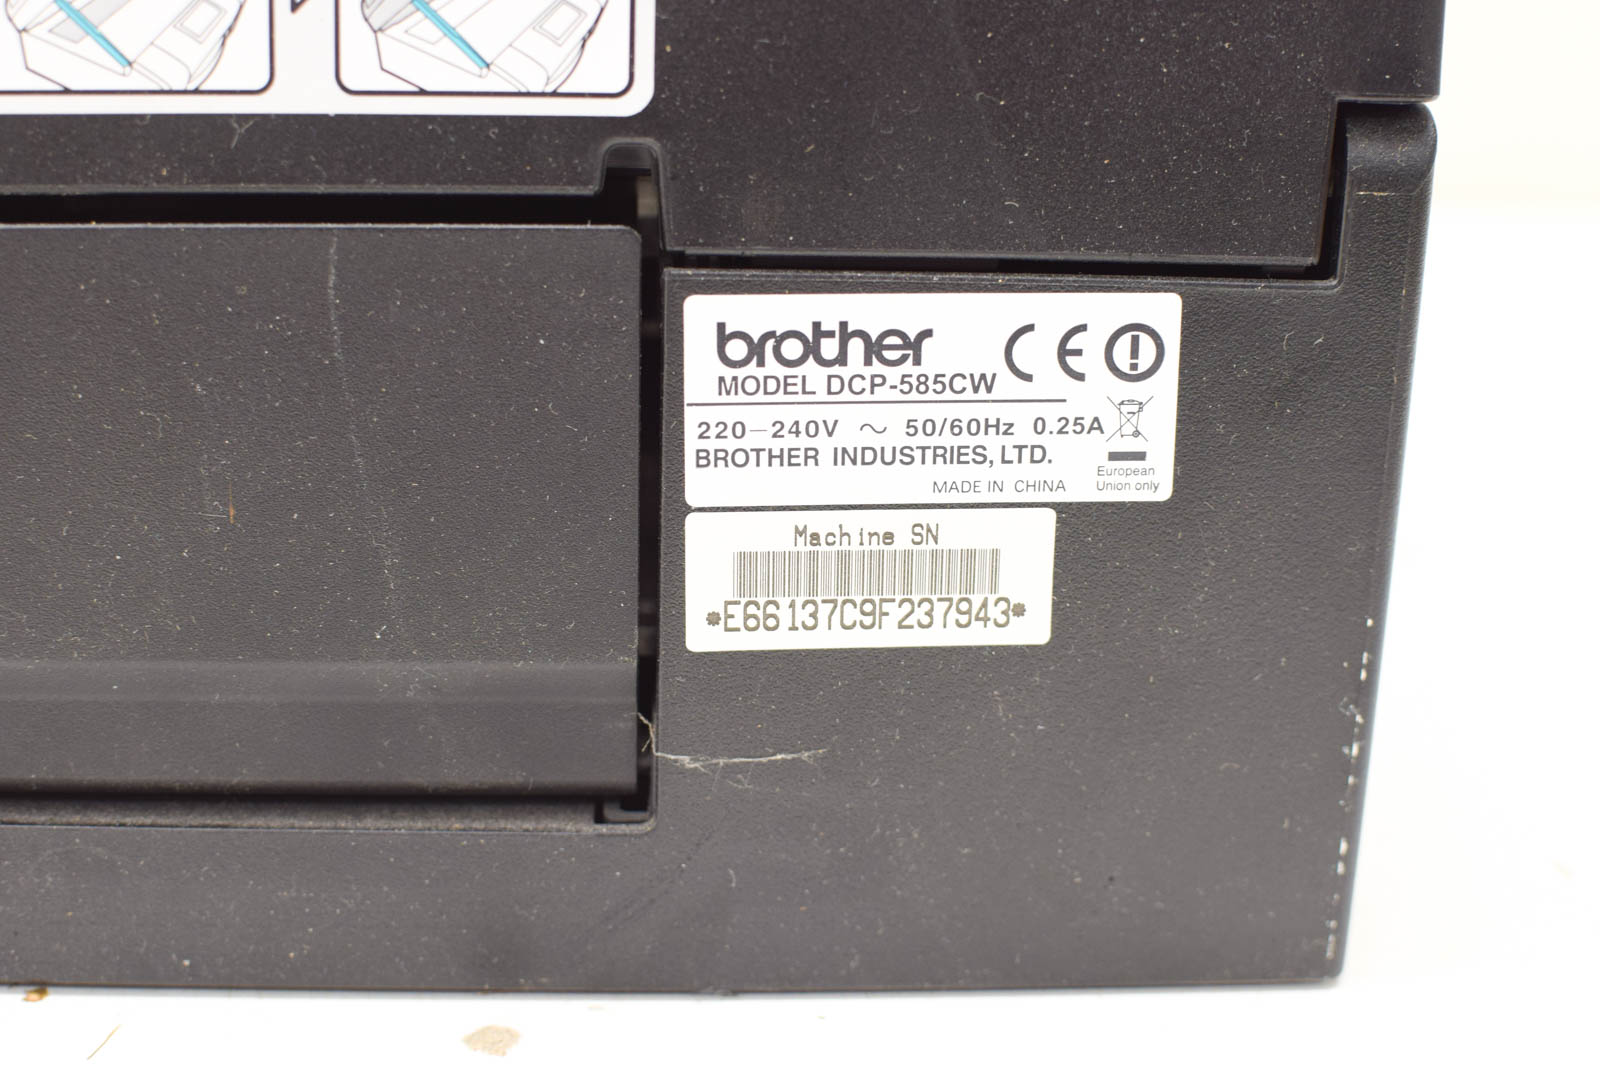 brother
MODEL DCP-585CW
220-240V ~ 50/60Hz 0.25A
BROTHER INDUSTRIES, LTD.
MADE IN CHINA
European
Union only
Machine SN
*E66137C9F237943*